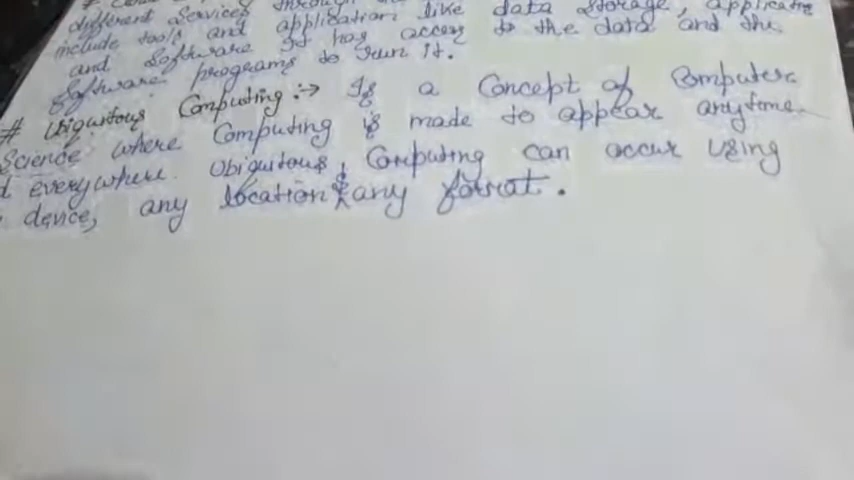 different Services through
include tools and application like data Storage,
and Software It has access to the data and the
Software programs to run it.
# Ubiquitous Computing :→ Is a Concept of Computer
Science where Computing is made to appear anytime
everywhere. Ubiquitous Computing can occur Using
device, any location & any format.